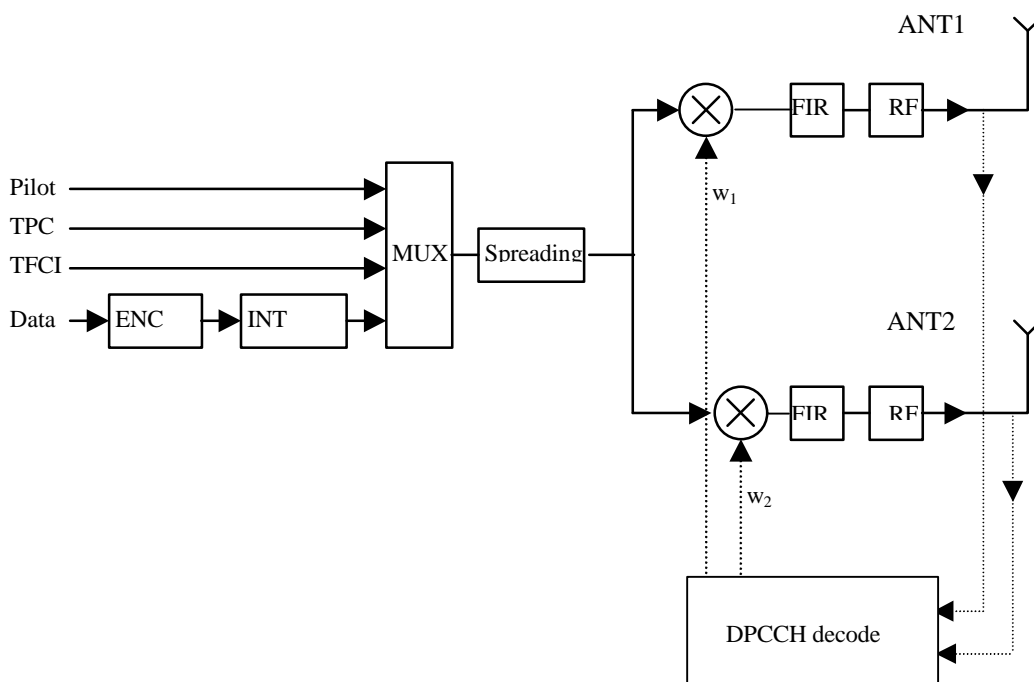 ANT1
FIR
RF
w1
Pilot
TPC
TFCI
Data
ENC
INT
MUX
Spreading
ANT2
FIR
RF
w2
DPCCH decode